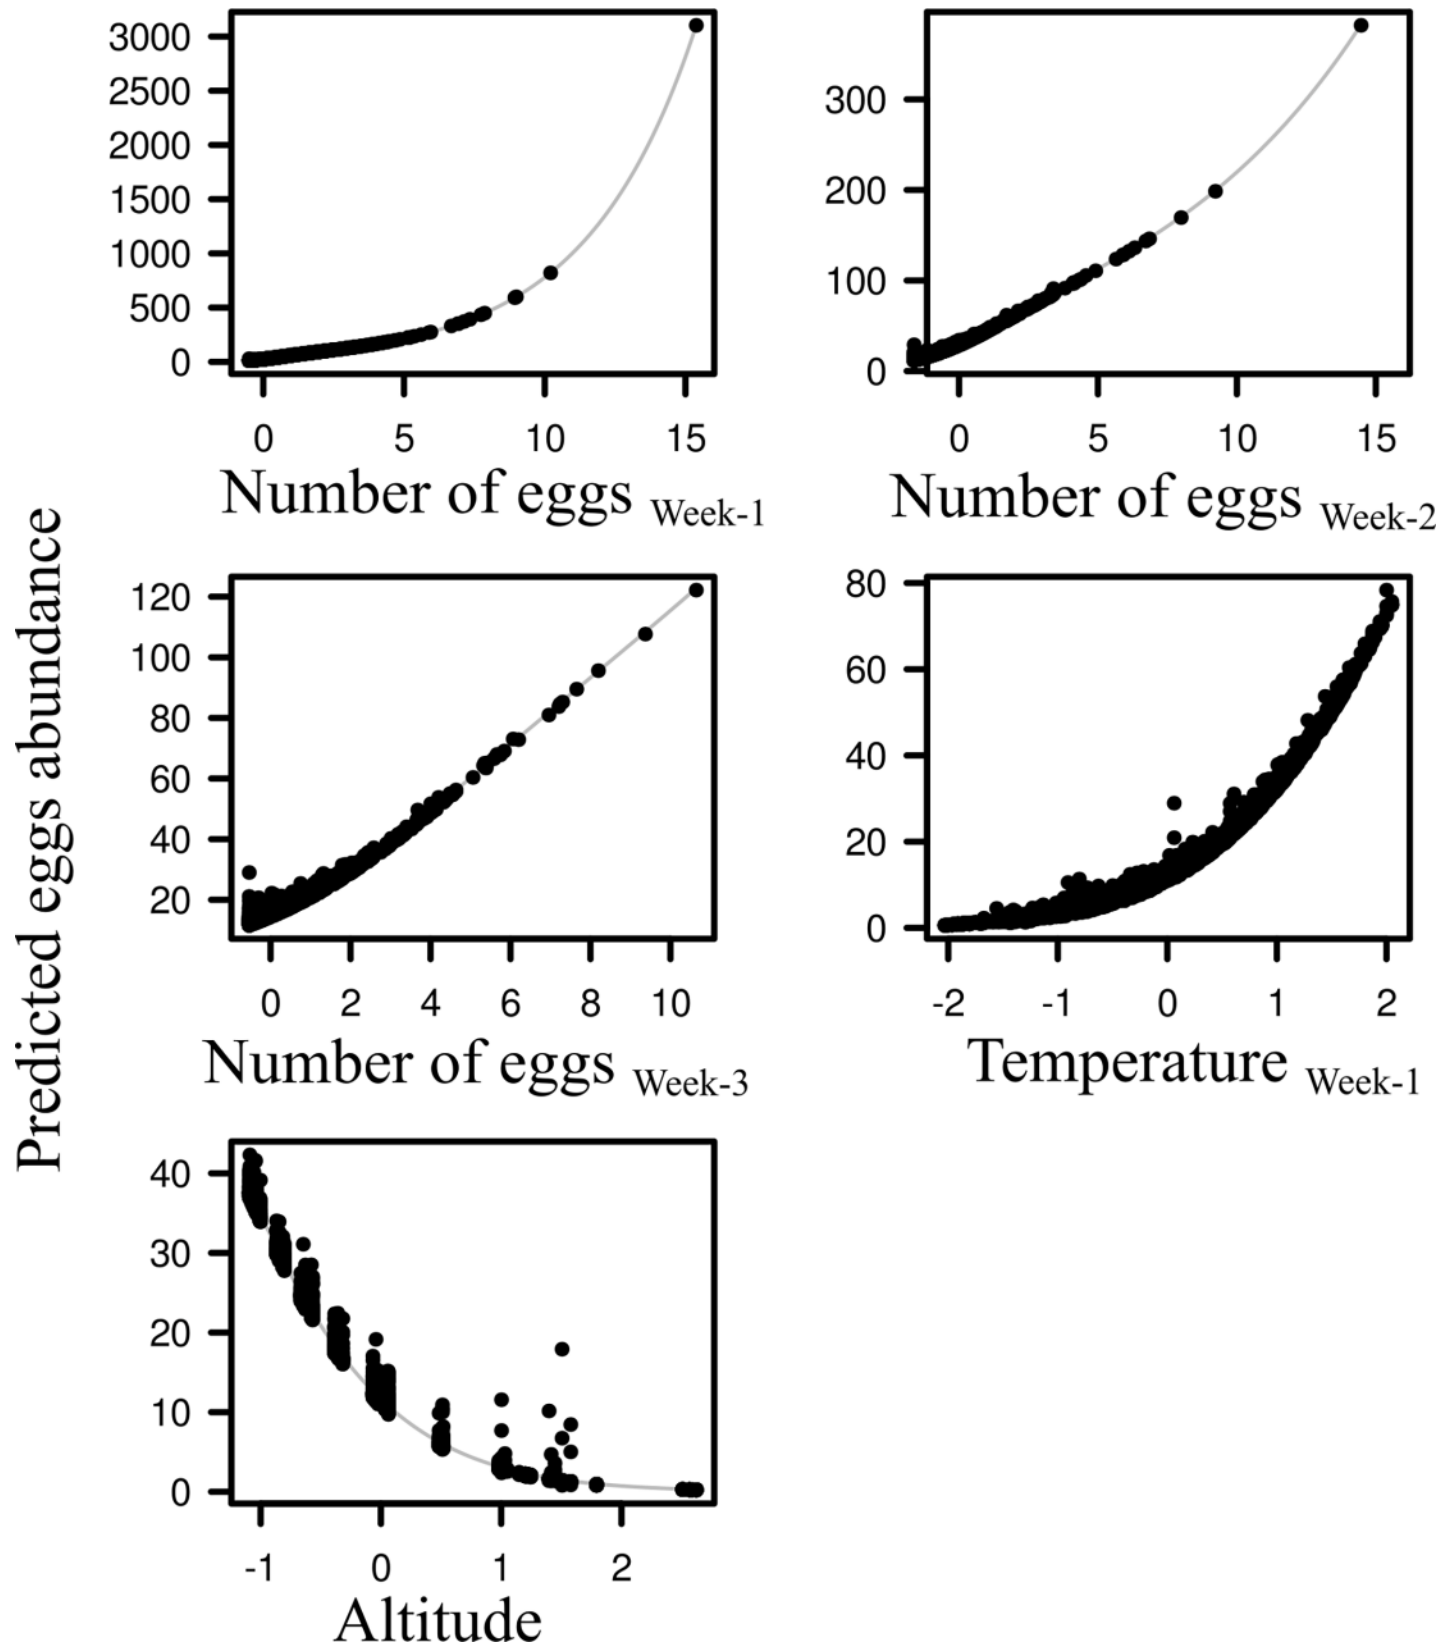 3000
2500
2000
1500
1000
500
0
0 5 10 15
Number of eggs Week-1
300
200
100
0
0 5 10 15
Number of eggs Week-2
Predicted eggs abundance
120
100
80
60
40
20
0 2 4 6 8 10
Number of eggs Week-3
80
60
40
20
0
-2 -1 0 1 2
Temperature Week-1
40
30
20
10
0
-1 0 1 2
Altitude